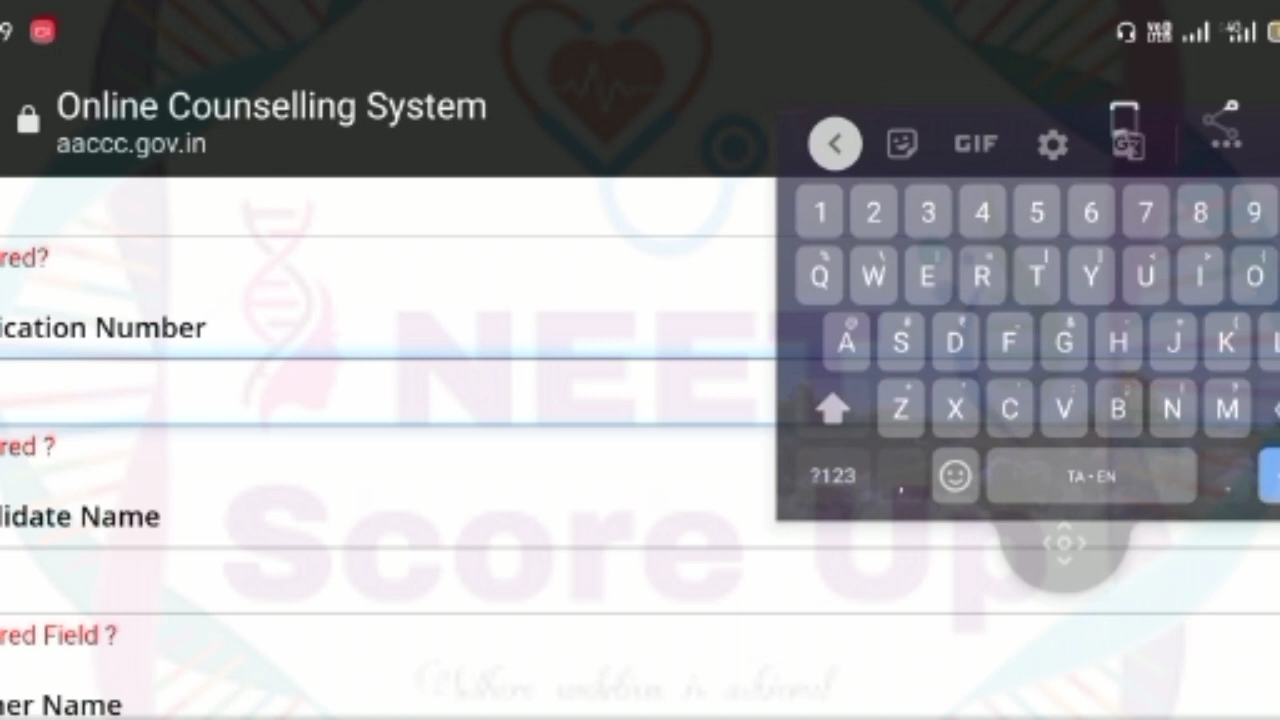 9
Online Counselling System
aaccc.gov.in
GIF
1 2 3 4 5 6 7 8 9
Q W E R T Y U I O
A S D F G H J K L
Z X C V B N M
?123 , TA • EN .
red?
ication Number
red ?
lidate Name
red Field ?
her Name
NEET
Score Up